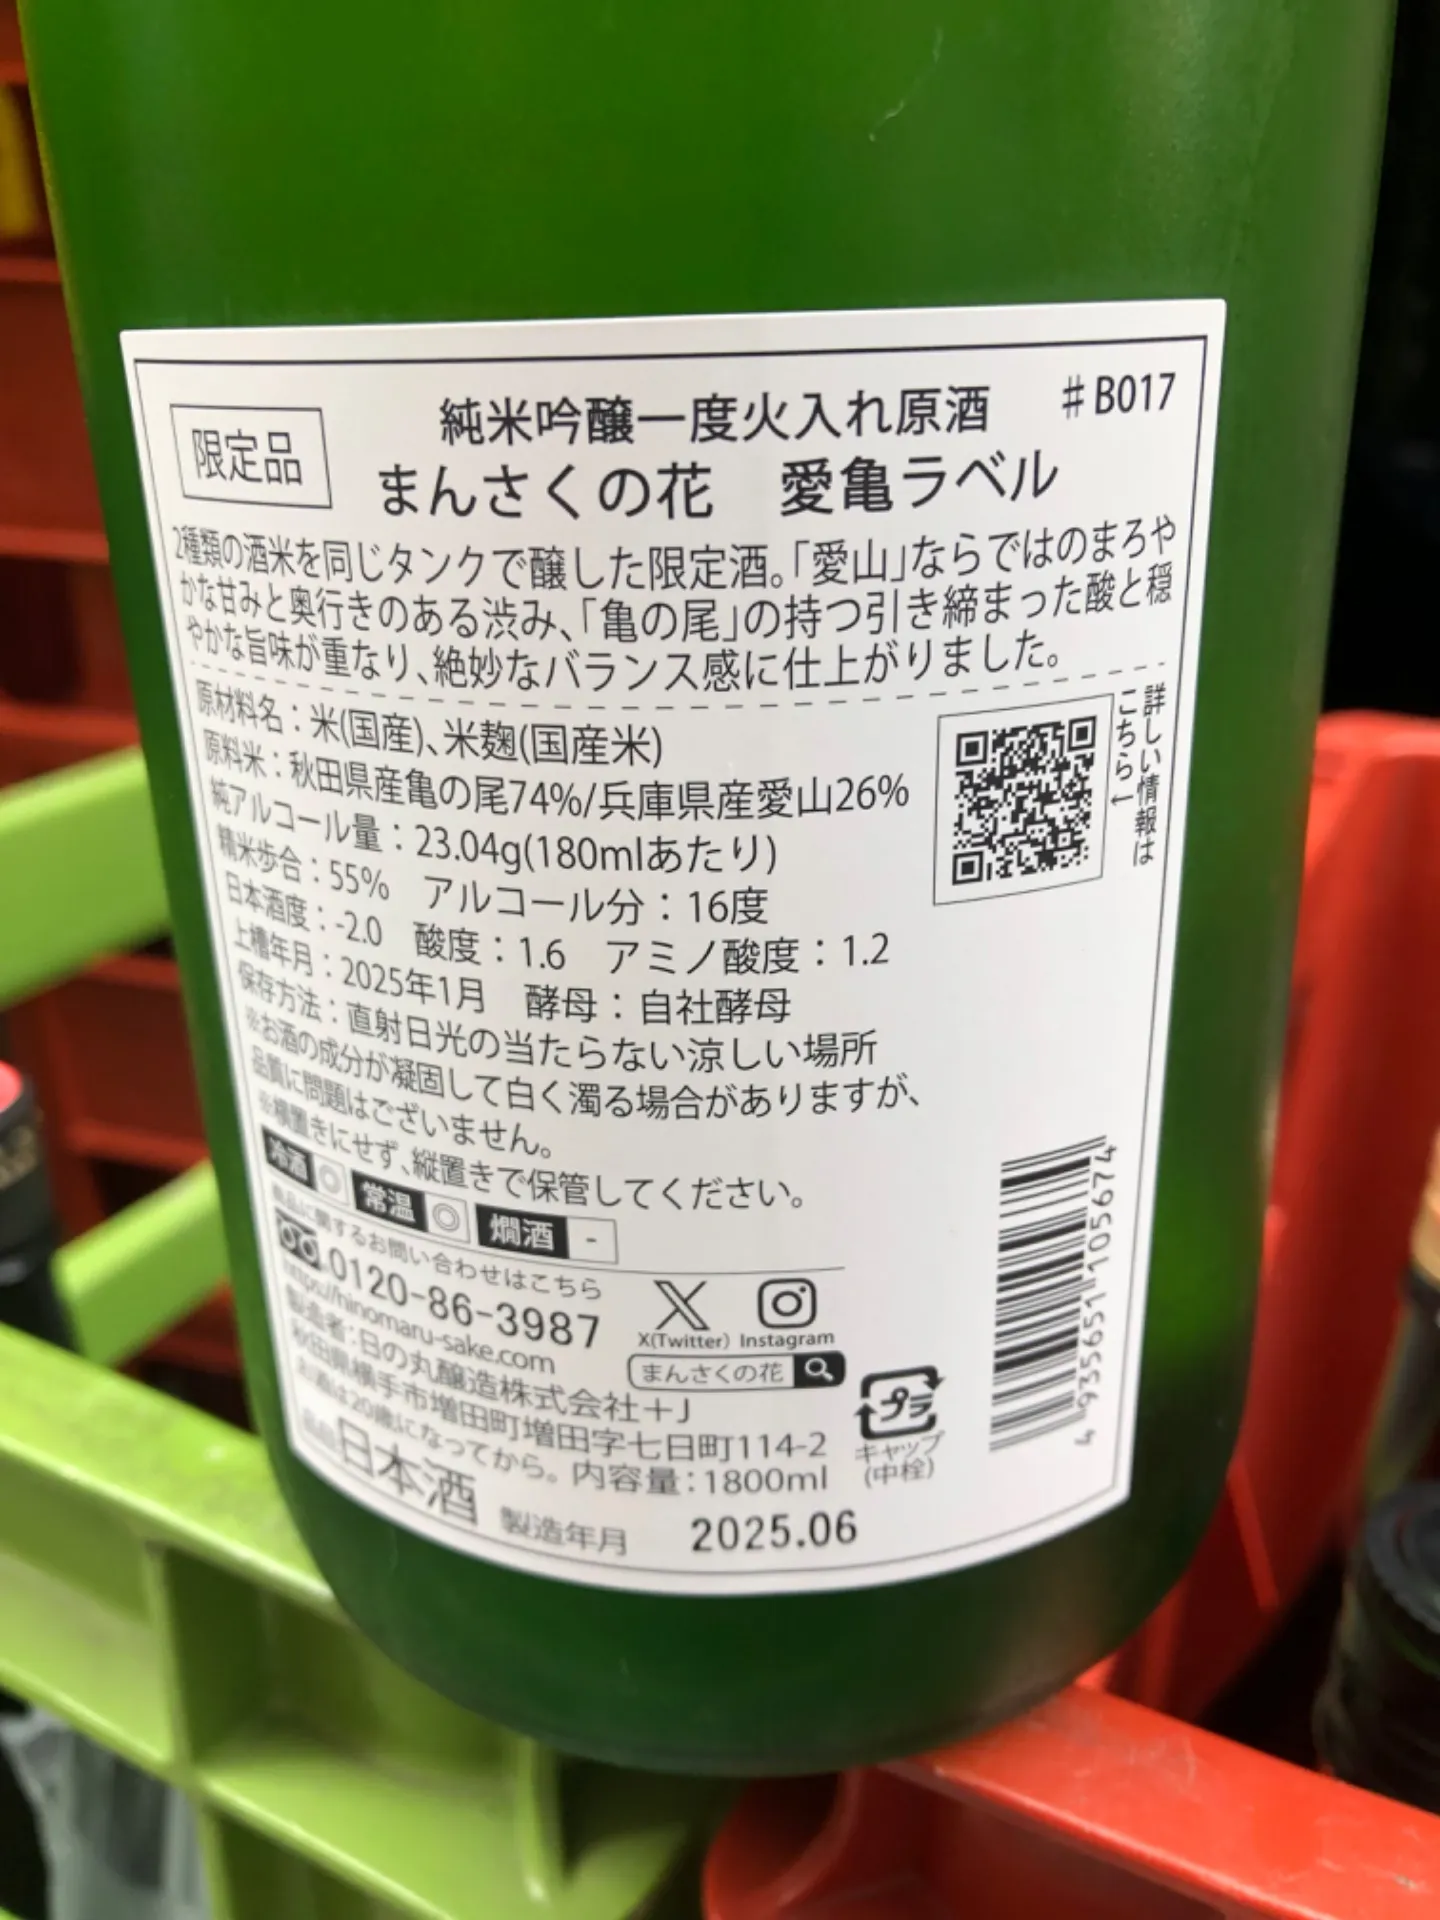 限定品
純米吟醸一度火入れ原酒 #B017
まんさくの花 愛亀ラベル
2種類の酒米を同じタンクで醸した限定酒。「愛山」ならではのまろや
かな甘みと奥行きのある渋み、「亀の尾」の持つ引き締まった酸と穏
やかな旨味が重なり、絶妙なバランス感に仕上がりました。
原材料名：米(国産)、米麹(国産米)
原料米：秋田県産亀の尾74%/兵庫県産愛山26%
純アルコール量：23.04g(180mlあたり)
精米歩合：55% アルコール分：16度
日本酒度：-2.0 酸度：1.6 アミノ酸度：1.2
上槽年月：2025年1月 酵母：自社酵母
保存方法：直射日光の当たらない涼しい場所
※お酒の成分が凝固して白く濁る場合がありますが、
品質に問題はございません。
※横置きにせず、縦置きで保管してください。
詳しい情報は
こちら←
冷酒 ◎ 常温 ◎ 燗酒 -
商品に関するお問い合わせはこちら
0120-86-3987
https://hinomaru-sake.com
X(Twitter) Instagram
まんさくの花
製造者：日の丸醸造株式会社+J
秋田県横手市増田町増田字七日町114-2
お酒は20歳になってから。 内容量：1800ml
品目 日本酒 製造年月 2025.06
プラ
キャップ
(中栓)
4 935651 105674